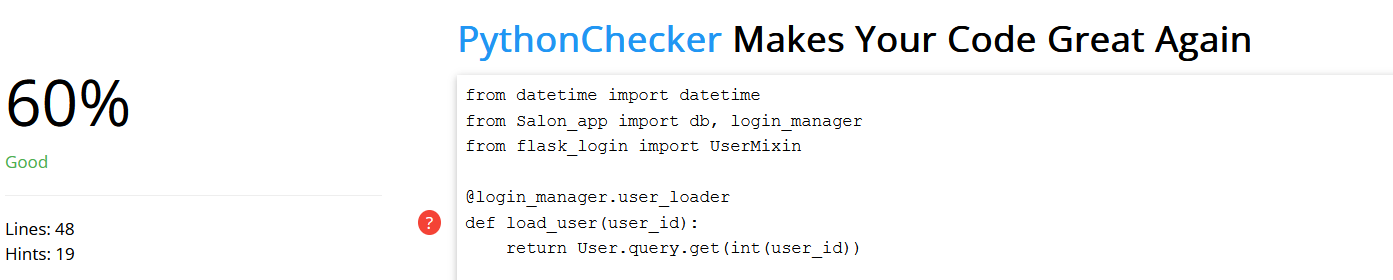 PythonChecker Makes Your Code Great Again
60%
Good
Lines: 48
Hints: 19
?
from datetime import datetime
from Salon_app import db, login_manager
from flask_login import UserMixin
@login_manager.user_loader
def load_user(user_id):
    return User.query.get(int(user_id))